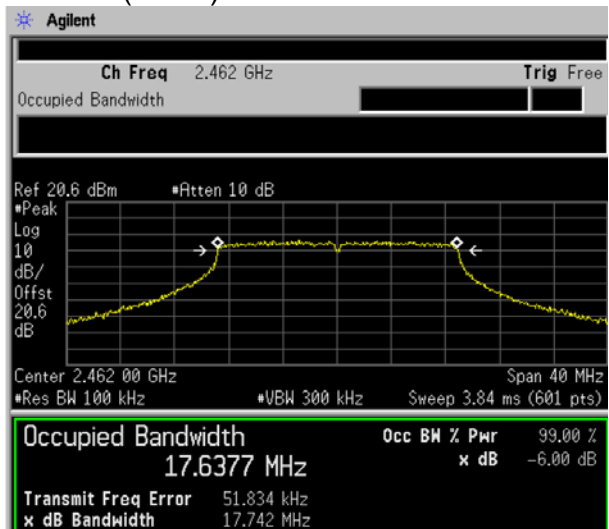 Agilent
Ch Freq 2.462 GHz Trig Free
Occupied Bandwidth
Ref 20.6 dBm #Atten 10 dB
#Peak
Log
10
dB/
Offst
20.6
dB
Center 2.462 00 GHz Span 40 MHz
#Res BW 100 kHz #VBW 300 kHz Sweep 3.84 ms (601 pts)
Occupied Bandwidth Occ BW % Pwr 99.00 %
17.6377 MHz x dB -6.00 dB
Transmit Freq Error 51.834 kHz
x dB Bandwidth 17.742 MHz